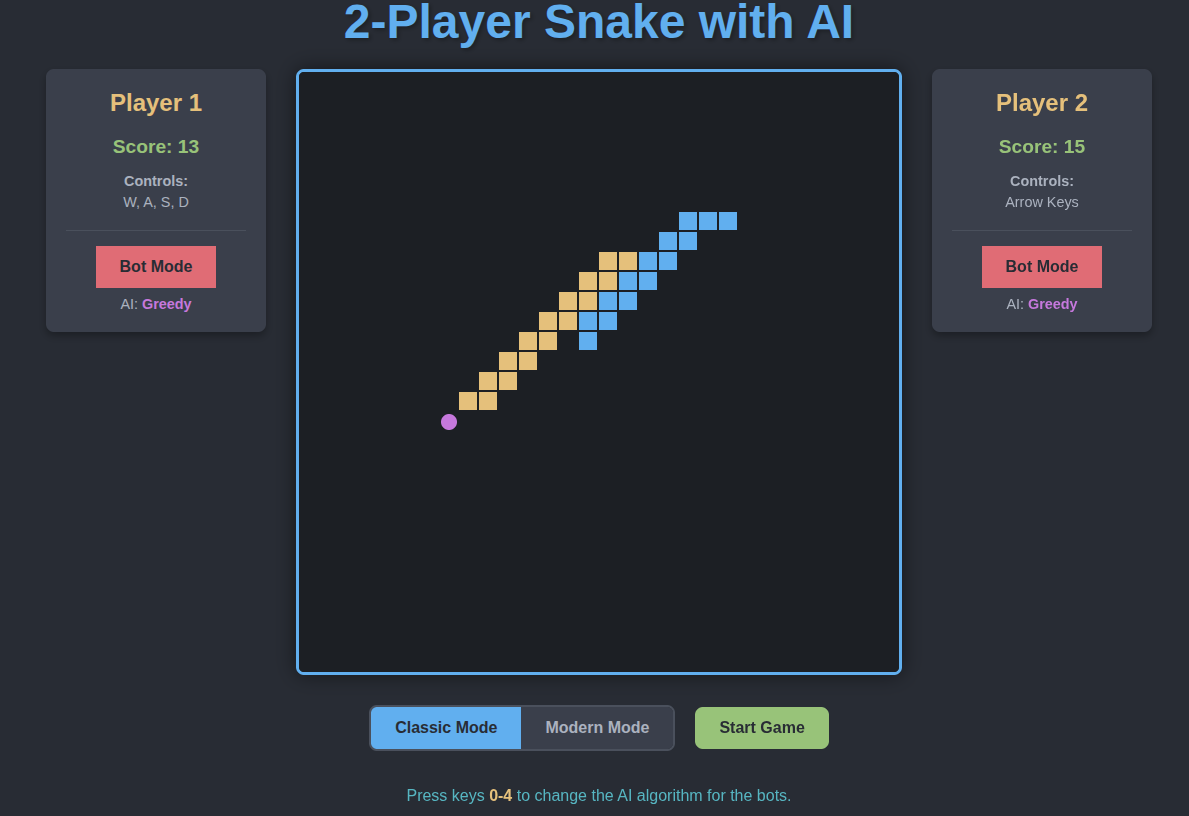 2-Player Snake with AI
Player 1
Score: 13
Controls:
W, A, S, D
Bot Mode
AI: Greedy
Player 2
Score: 15
Controls:
Arrow Keys
Bot Mode
AI: Greedy
Classic Mode
Modern Mode
Start Game
Press keys 0-4 to change the AI algorithm for the bots.